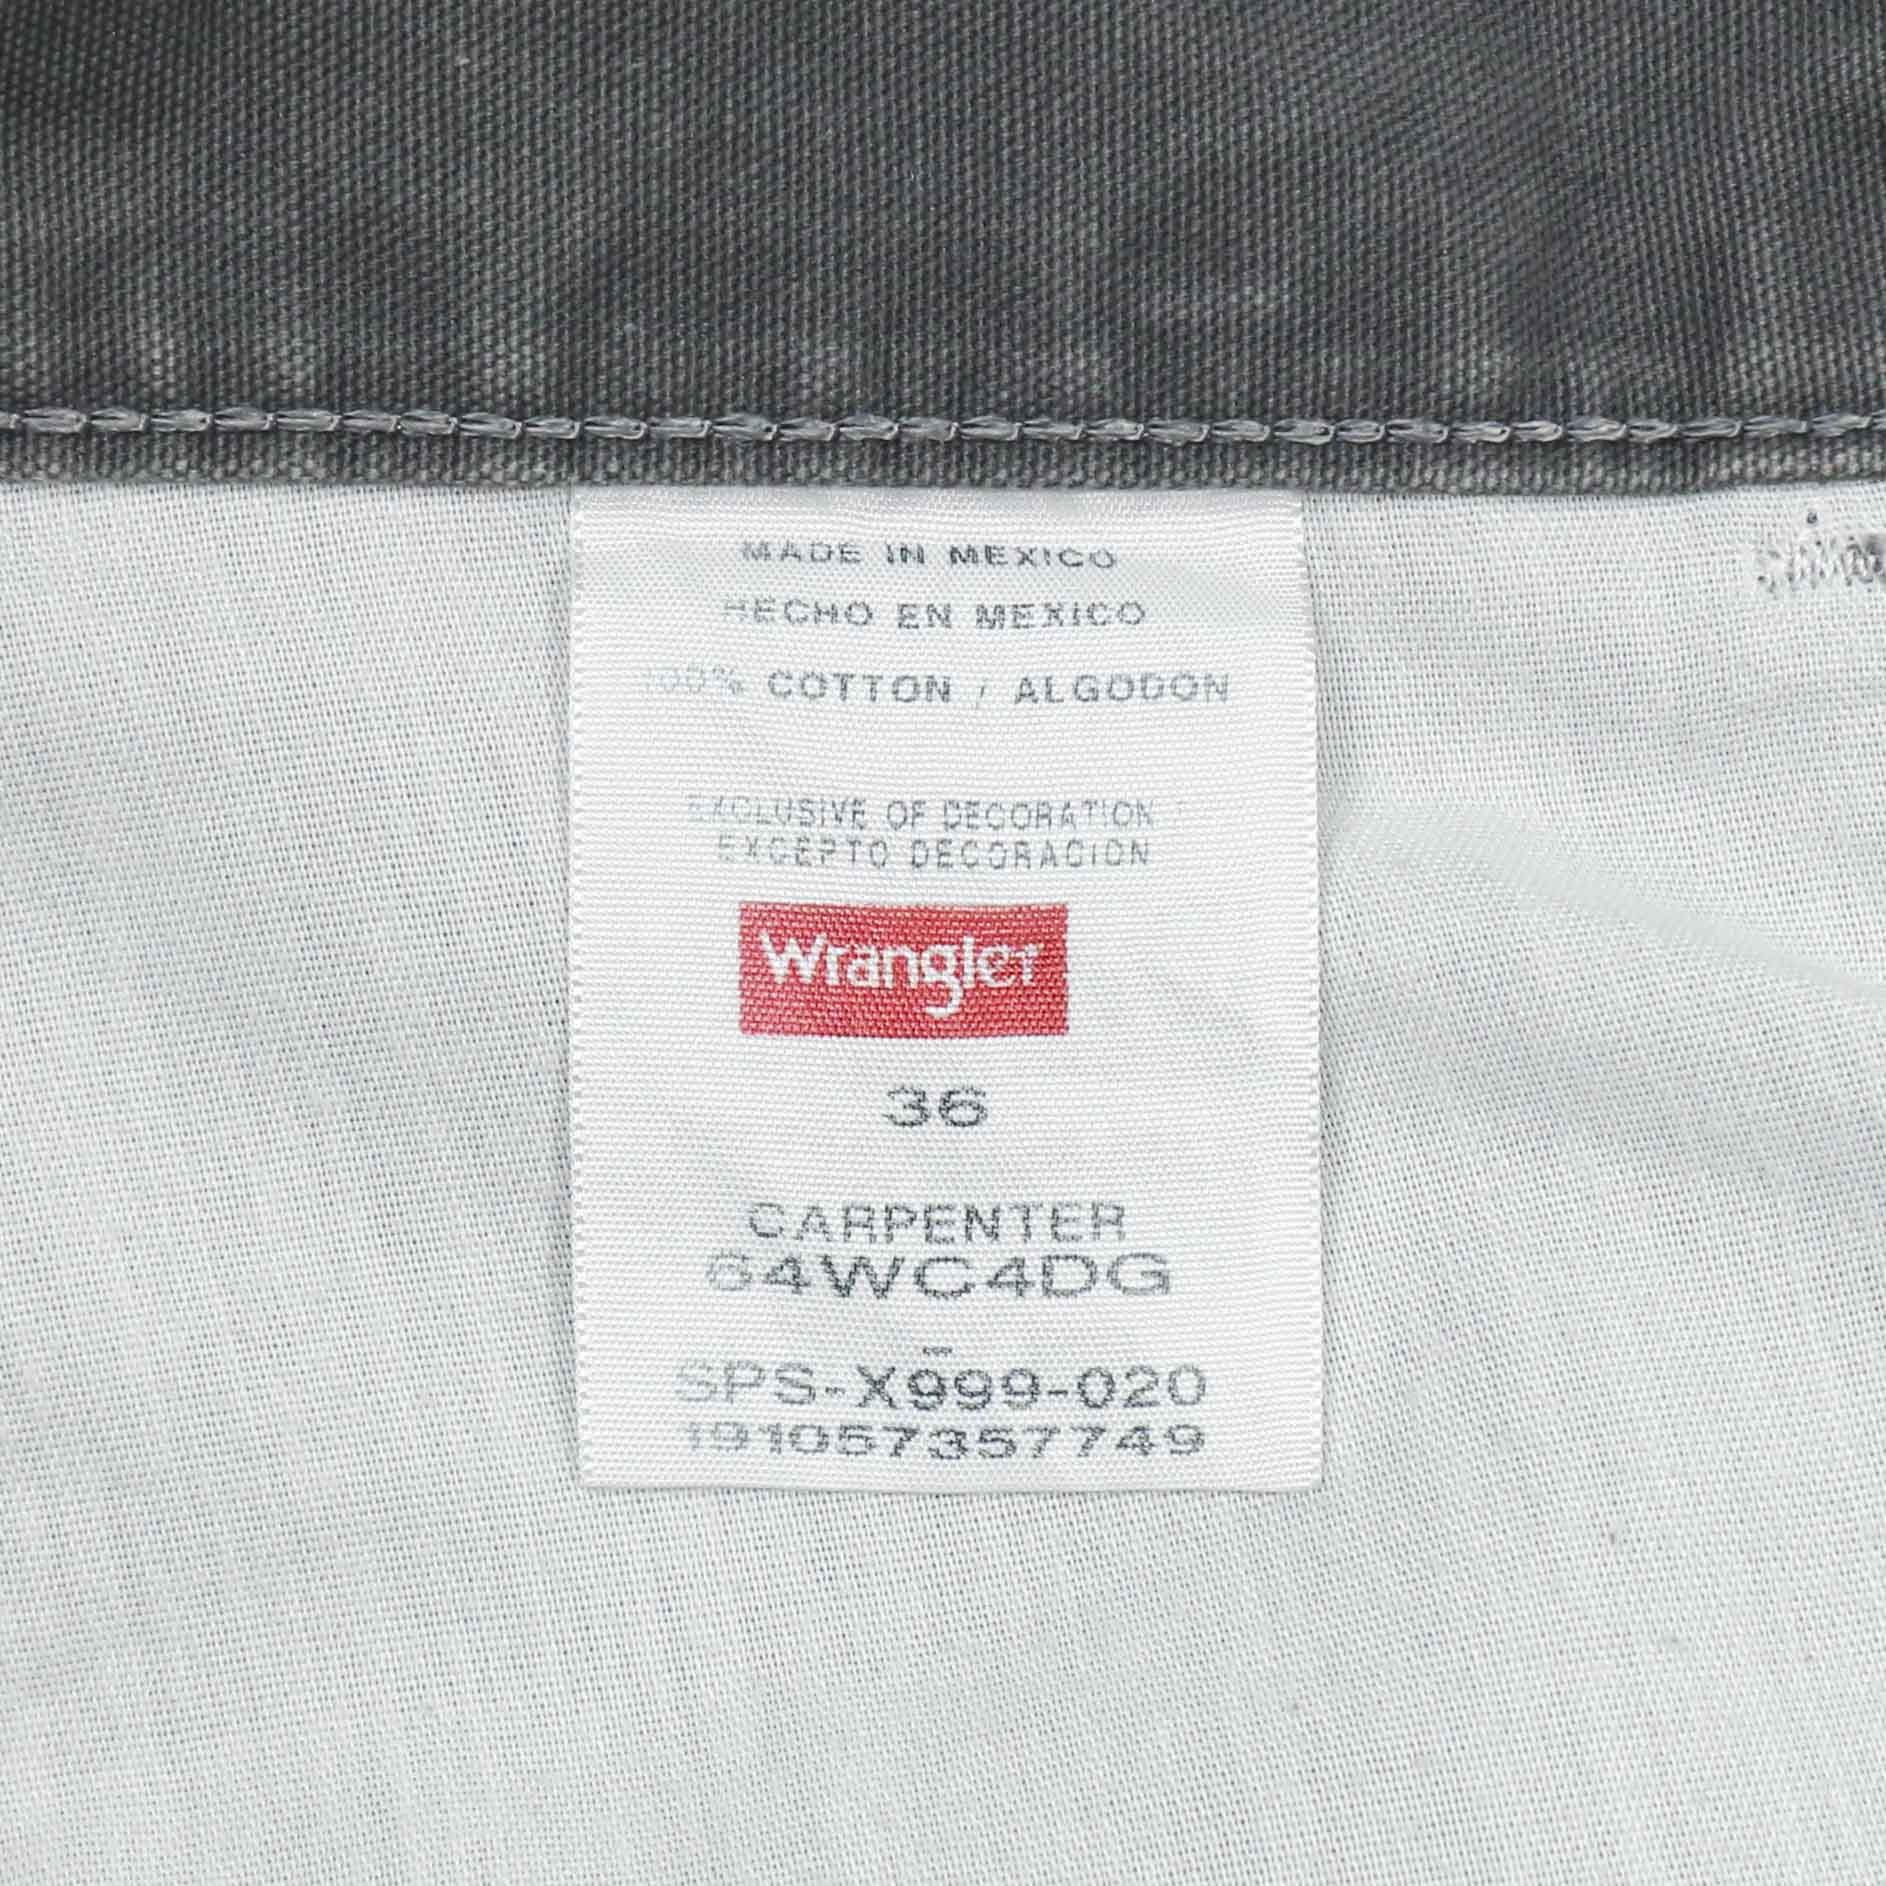 MADE IN MEXICO
HECHO EN MEXICO
100% COTTON / ALGODON
EXCLUSIVE OF DECORATION /
EXCEPTO DECORACION
Wrangler
36
CARPENTER
64WC4DG
-
SPS-X999-020
191057357749